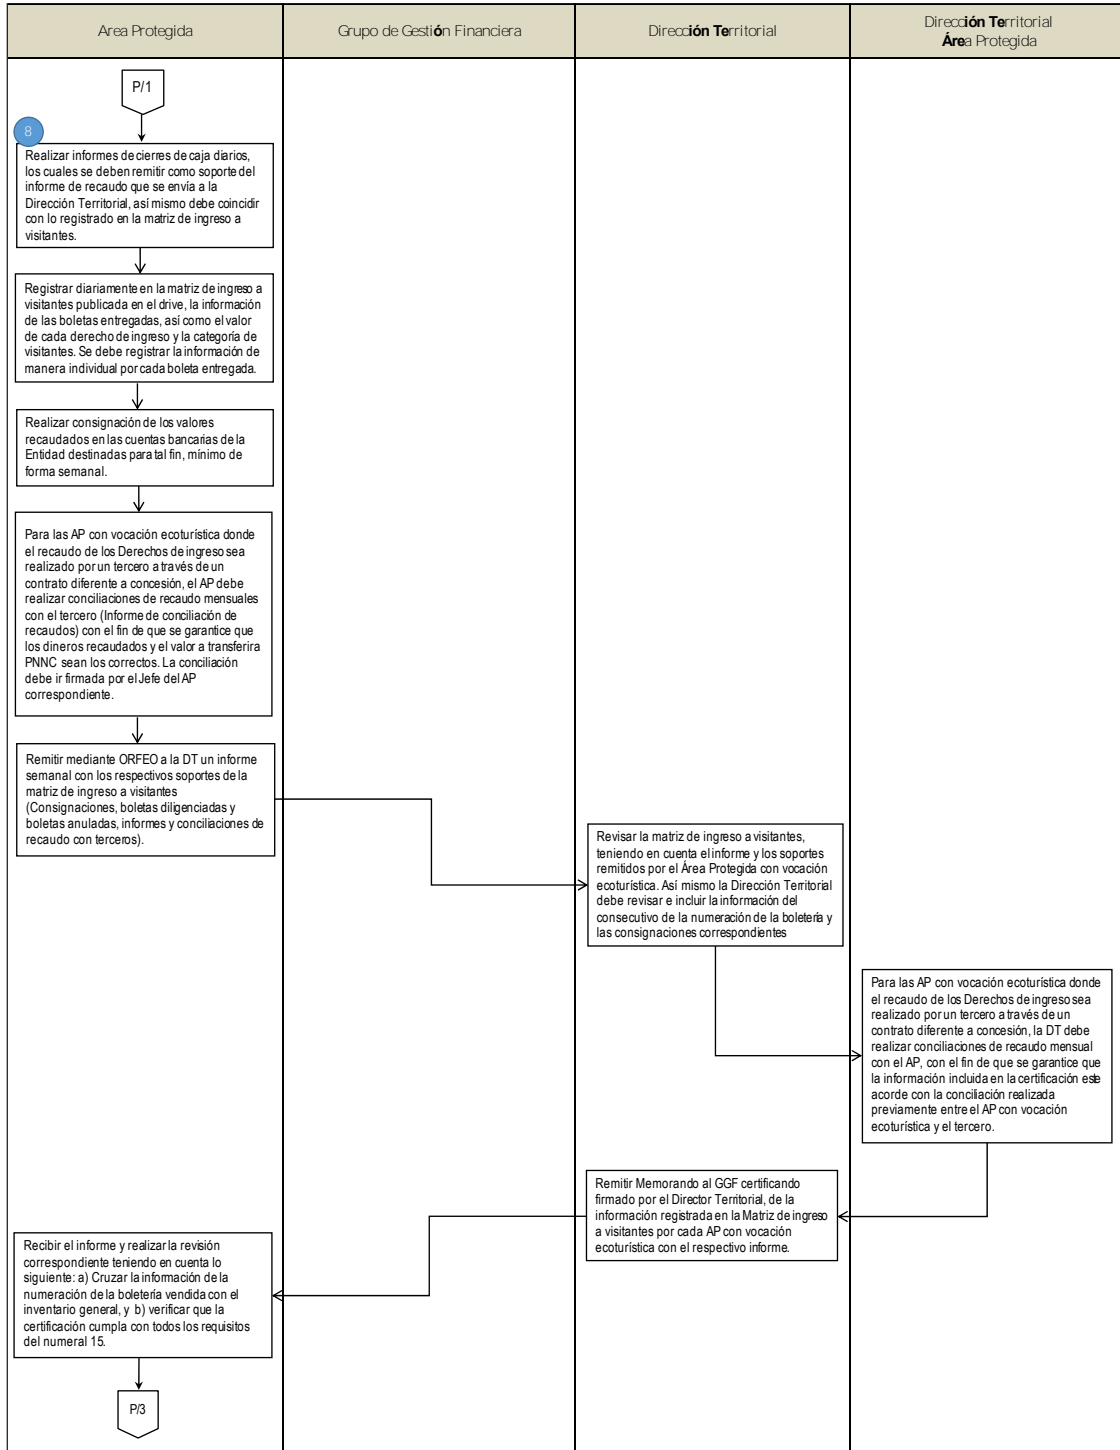 Area Protegida
Grupo de Gestión Financiera
Dirección Territorial
Dirección Territorial
Área Protegida
P/1
8
Realizar informes de cierres de caja diarios,
los cuales se deben remitir como soporte del
informe de recaudo que se envía a la
Dirección Territorial, así mismo debe coincidir
con lo registrado en la matriz de ingreso a
visitantes.
Registrar diariamente en la matriz de ingreso a
visitantes publicada en el drive, la información
de las boletas entregadas, así como el valor
de cada derecho de ingreso y la categoría de
visitantes. Se debe registrar la información de
manera individual por cada boleta entregada.
Realizar consignación de los valores
recaudados en las cuentas bancarias de la
Entidad destinadas para tal fin, mínimo de
forma semanal.
Para las AP con vocación ecoturística donde
el recaudo de los Derechos de ingreso sea
realizado por un tercero a través de un
contrato diferente a concesión, el AP debe
realizar conciliaciones de recaudo mensuales
con el tercero (Informe de conciliación de
recaudos) con el fin de que se garantice que
los dineros recaudados y el valor a transferir a
PNNC sean los correctos. La conciliación
debe ir firmada por el Jefe del AP
correspondiente.
Remitir mediante ORFEO a la DT un informe
semanal con los respectivos soportes de la
matriz de ingreso a visitantes
(Consignaciones, boletas diligenciadas y
boletas anuladas, informes y conciliaciones de
recaudo con terceros).
Revisar la matriz de ingreso a visitantes,
teniendo en cuenta el informe y los soportes
remitidos por el Área Protegida con vocación
ecoturística. Así mismo la Dirección Territorial
debe revisar e incluir la información del
consecutivo de la numeración de la boletería y
las consignaciones correspondientes
Para las AP con vocación ecoturística donde
el recaudo de los Derechos de ingreso sea
realizado por un tercero a través de un
contrato diferente a concesión, la DT debe
realizar conciliaciones de recaudo mensual
con el AP, con el fin de que se garantice que
la información incluida en la certificación este
acorde con la conciliación realizada
previamente entre el AP con vocación
ecoturística y el tercero.
Remitir Memorando al GGF certificando
firmado por el Director Territorial, de la
información registrada en la Matriz de ingreso
a visitantes por cada AP con vocación
ecoturística con el respectivo informe.
Recibir el informe y realizar la revisión
correspondiente teniendo en cuenta lo
siguiente: a) Cruzar la información de la
numeración de la boletería vendida con el
inventario general, y b) verificar que la
certificación cumpla con todos los requisitos
del numeral 15.
P/3